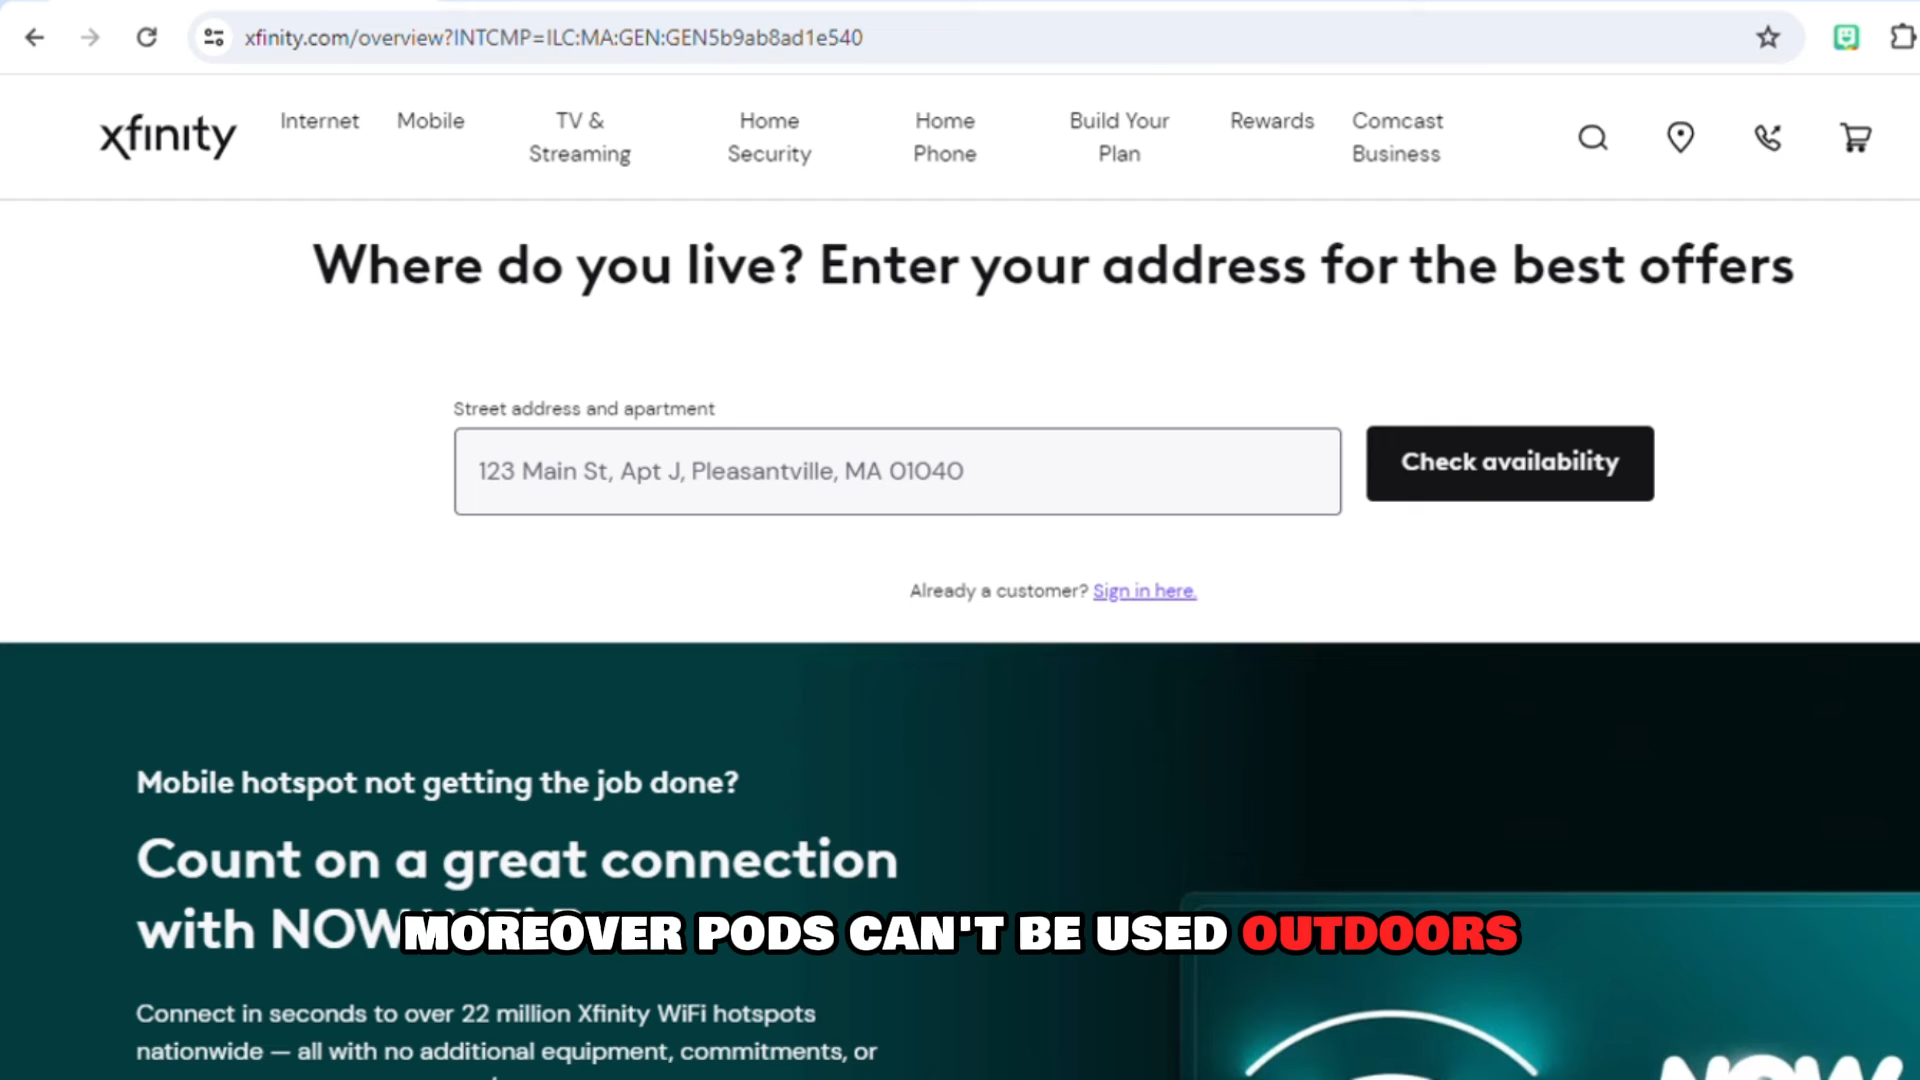 xfinity.com/overview?INTCMP=ILC:MA:GEN:GEN5b9ab8ad1e540
xfinity
Internet
Mobile
TV &
Streaming
Home
Security
Home
Phone
Build Your
Plan
Rewards
Comcast
Business
Where do you live? Enter your address for the best offers
Street address and apartment
123 Main St, Apt J, Pleasantville, MA 01040
Check availability
Already a customer? Sign in here.
Mobile hotspot not getting the job done?
Count on a great connection
with NOW
MOREOVER PODS CAN'T BE USED OUTDOORS
Connect in seconds to over 22 million Xfinity WiFi hotspots
nationwide — all with no additional equipment, commitments, or
NOW